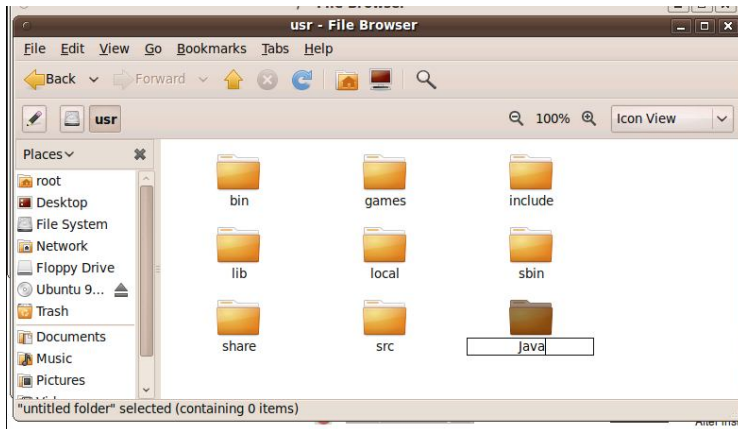 usr - File Browser
File Edit View Go Bookmarks Tabs Help
Back Forward
usr 100% Icon View
Places
root
Desktop
File System
Network
Floppy Drive
Ubuntu 9...
Trash
Documents
Music
Pictures
bin games include
lib local sbin
share src Java
"untitled folder" selected (containing 0 items)